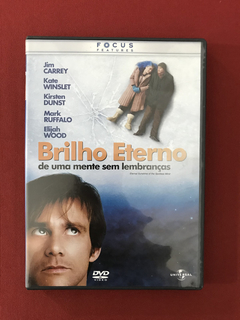 FOCUS
FEATURES
Jim
CARREY
Kate
WINSLET
Kirsten
DUNST
Mark
RUFFALO
Elijah
WOOD
Brilho Eterno
de uma mente sem lembranças
DVD
VIDEO
UNIVERSAL